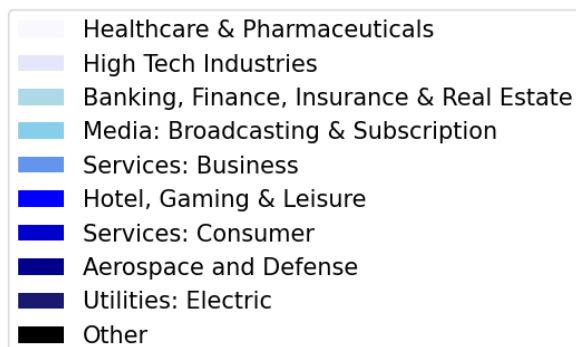 Healthcare & Pharmaceuticals
High Tech Industries
Banking, Finance, Insurance & Real Estate
Media: Broadcasting & Subscription
Services: Business
Hotel, Gaming & Leisure
Services: Consumer
Aerospace and Defense
Utilities: Electric
Other